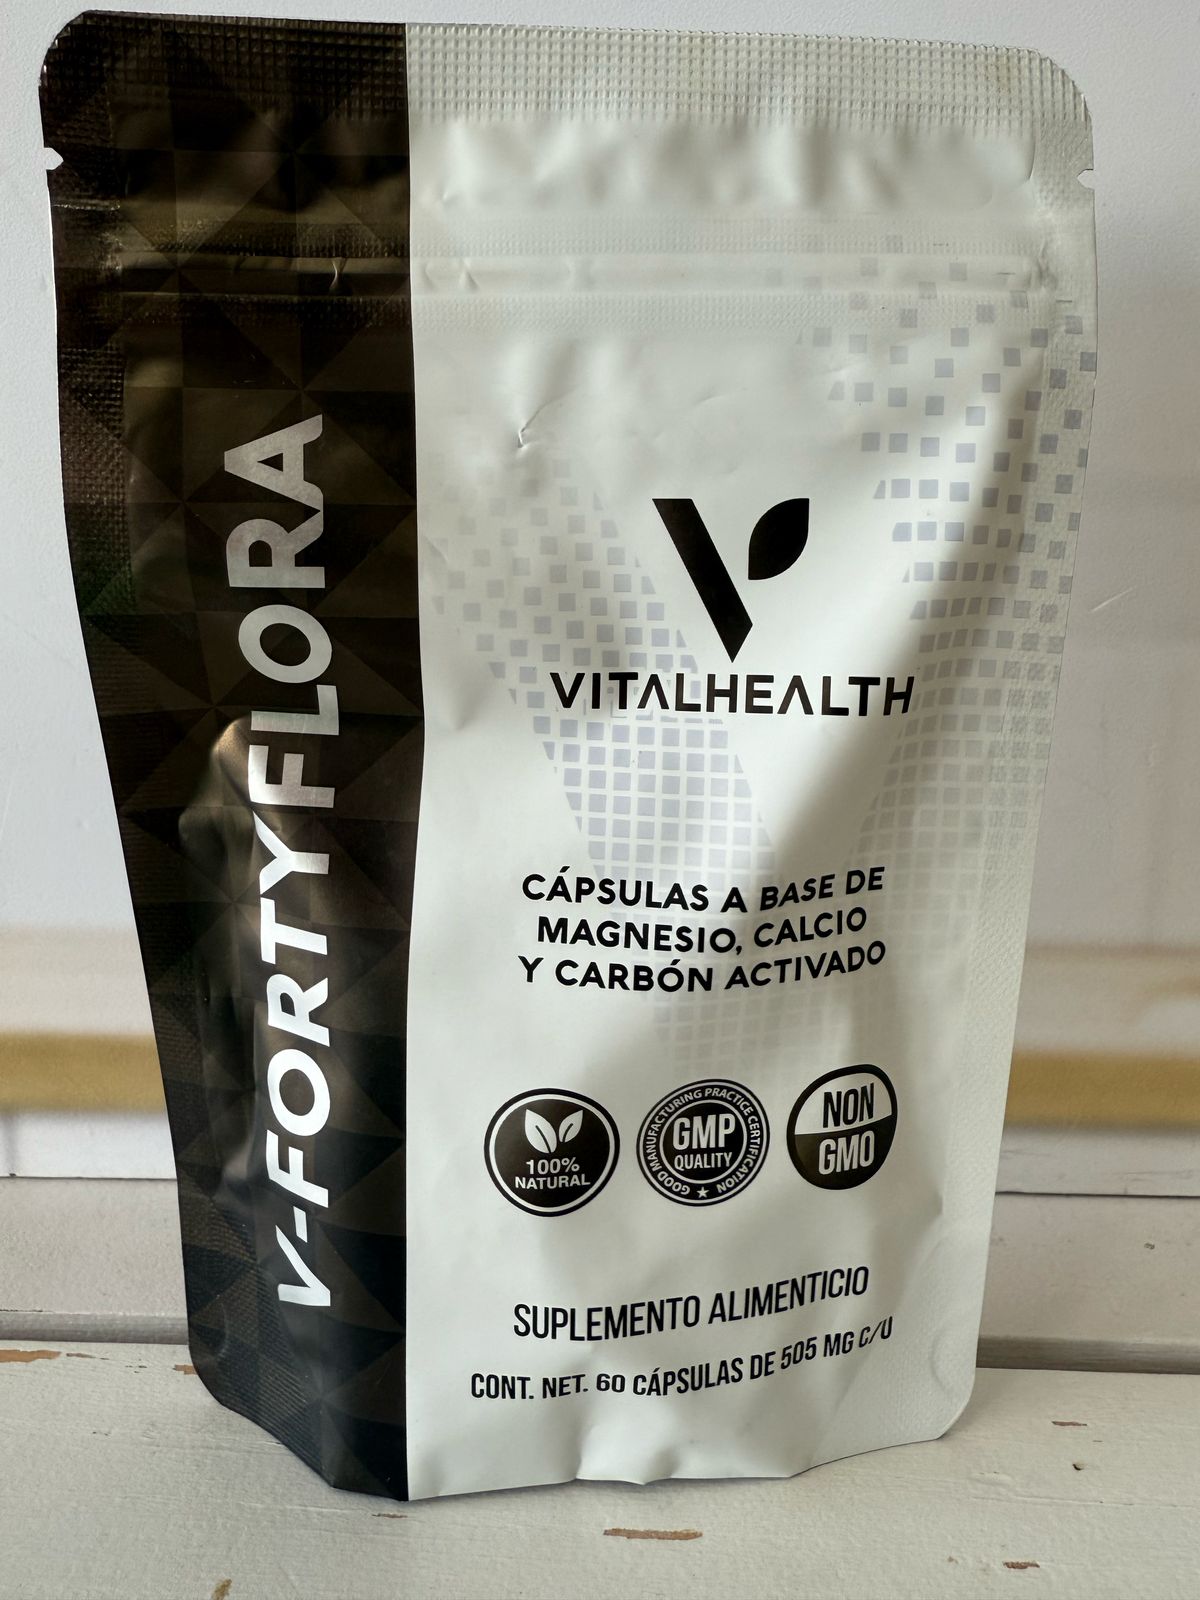 V-FORTYFLORA
VITALHEALTH
CÁPSULAS A BASE DE
MAGNESIO, CALCIO
Y CARBÓN ACTIVADO
100%
NATURAL
GOOD MANUFACTURING PRACTICE CERTIFICATION
GMP
QUALITY
NON
GMO
SUPLEMENTO ALIMENTICIO
CONT. NET. 60 CÁPSULAS DE 505 MG C/U